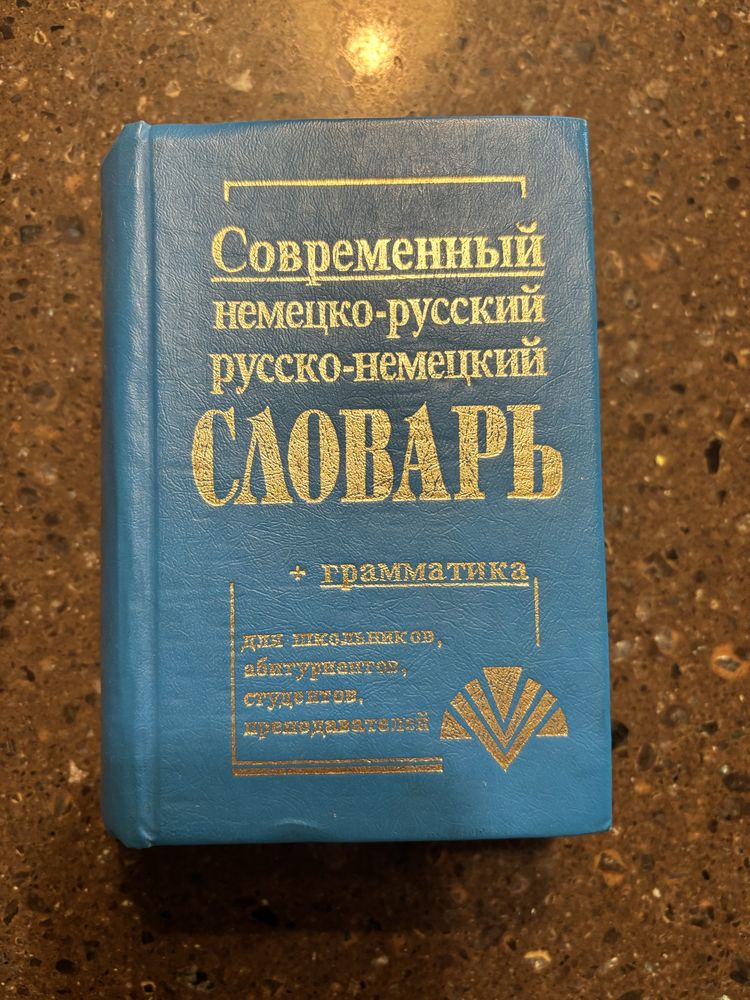 Современный
немецко-русский
русско-немецкий
СЛОВАРЬ
+ грамматика
для школьников,
абитуриентов,
студентов,
преподавателей